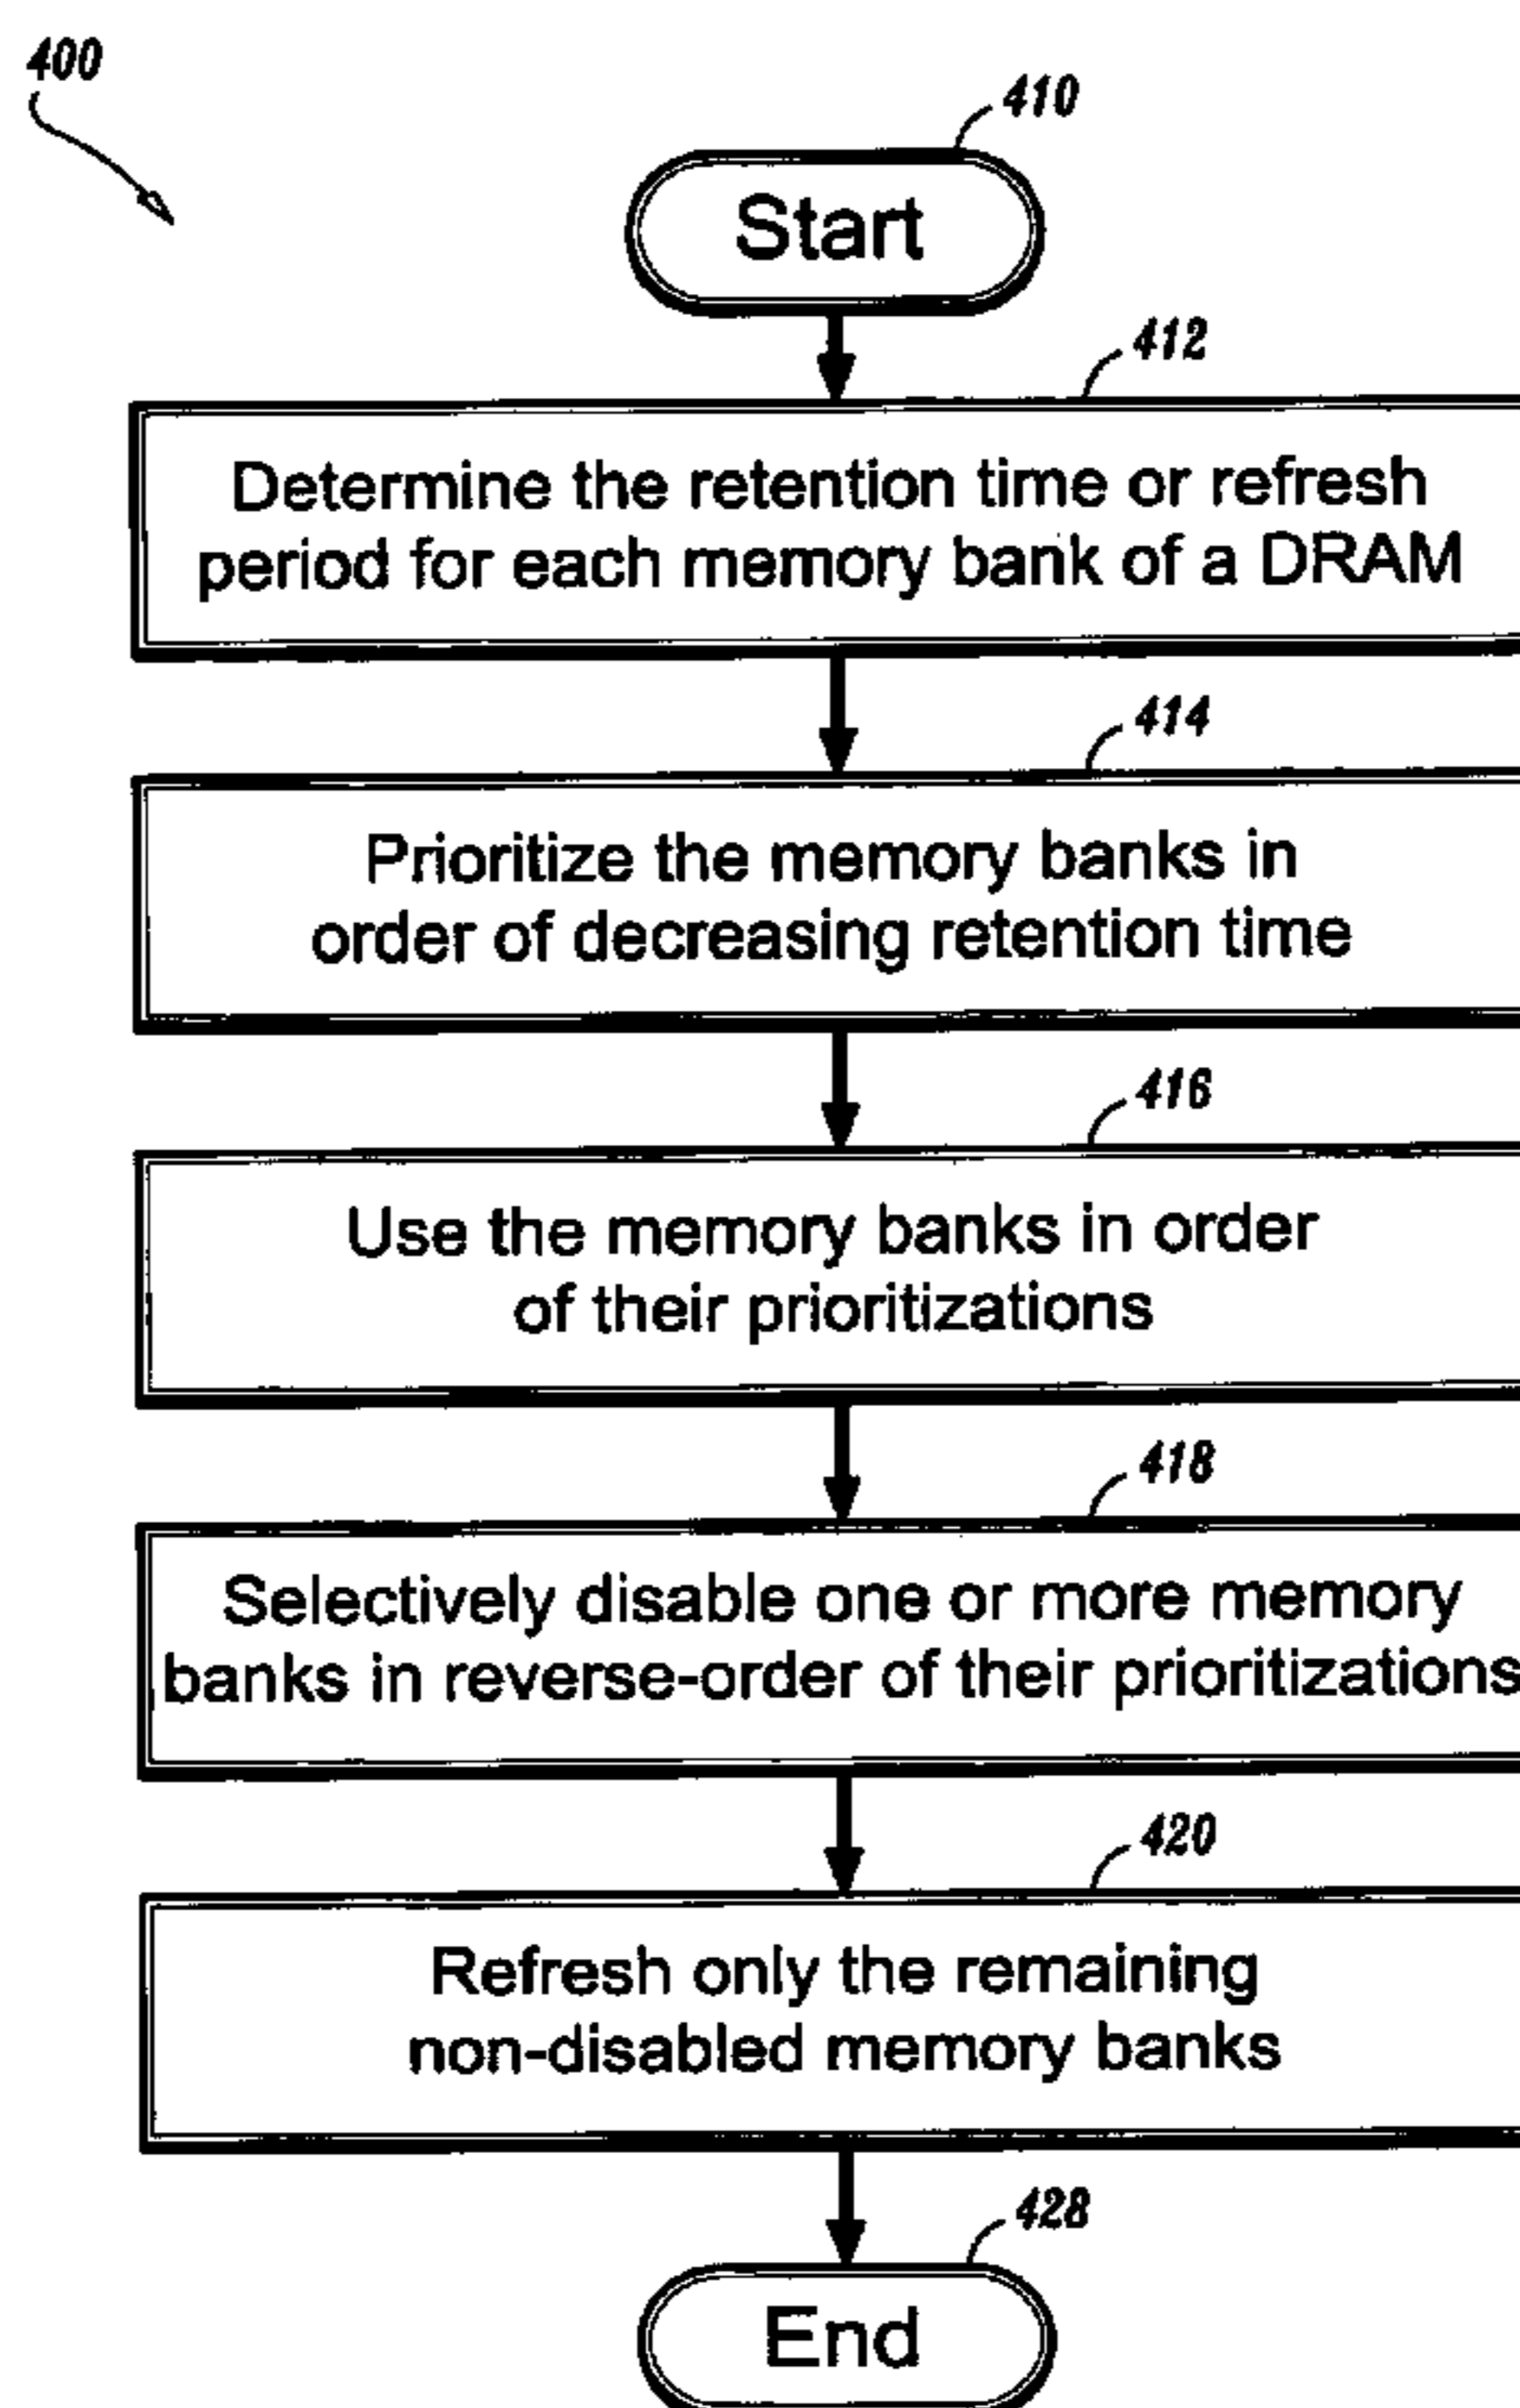 400
410
Start
412
Determine the retention time or refresh
period for each memory bank of a DRAM
414
Prioritize the memory banks in
order of decreasing retention time
416
Use the memory banks in order
of their prioritizations
418
Selectively disable one or more memory
banks in reverse-order of their prioritizations
420
Refresh only the remaining
non-disabled memory banks
428
End